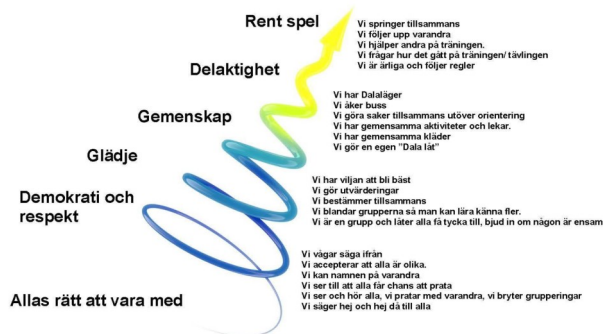 Rent spel
Vi springer tillsammans
Vi följer upp varandra
Vi hjälper andra på träningen.
Vi frågar hur det gått på träningen/ tävlingen
Vi är ärliga och följer regler
Delaktighet
Vi har Dalaläger
Vi åker buss
Vi göra saker tillsammans utöver orientering
Vi har gemensamma aktiviteter och lekar.
Vi har gemensamma kläder
Vi gör en egen "Dala låt"
Gemenskap
Glädje
Vi har viljan att bli bäst
Vi gör utvärderingar
Vi bestämmer tillsammans
Vi blandar grupperna så man kan lära känna fler.
Vi är en grupp och låter alla få tycka till, bjud in om någon är ensam
Demokrati och
respekt
Vi vågar säga ifrån
Vi accepterar att alla är olika.
Vi kan namnen på varandra
Vi ser till att alla får chans att prata
Vi ser och hör alla, vi pratar med varandra, vi bryter grupperingar
Vi säger hej och hej då till alla
Allas rätt att vara med